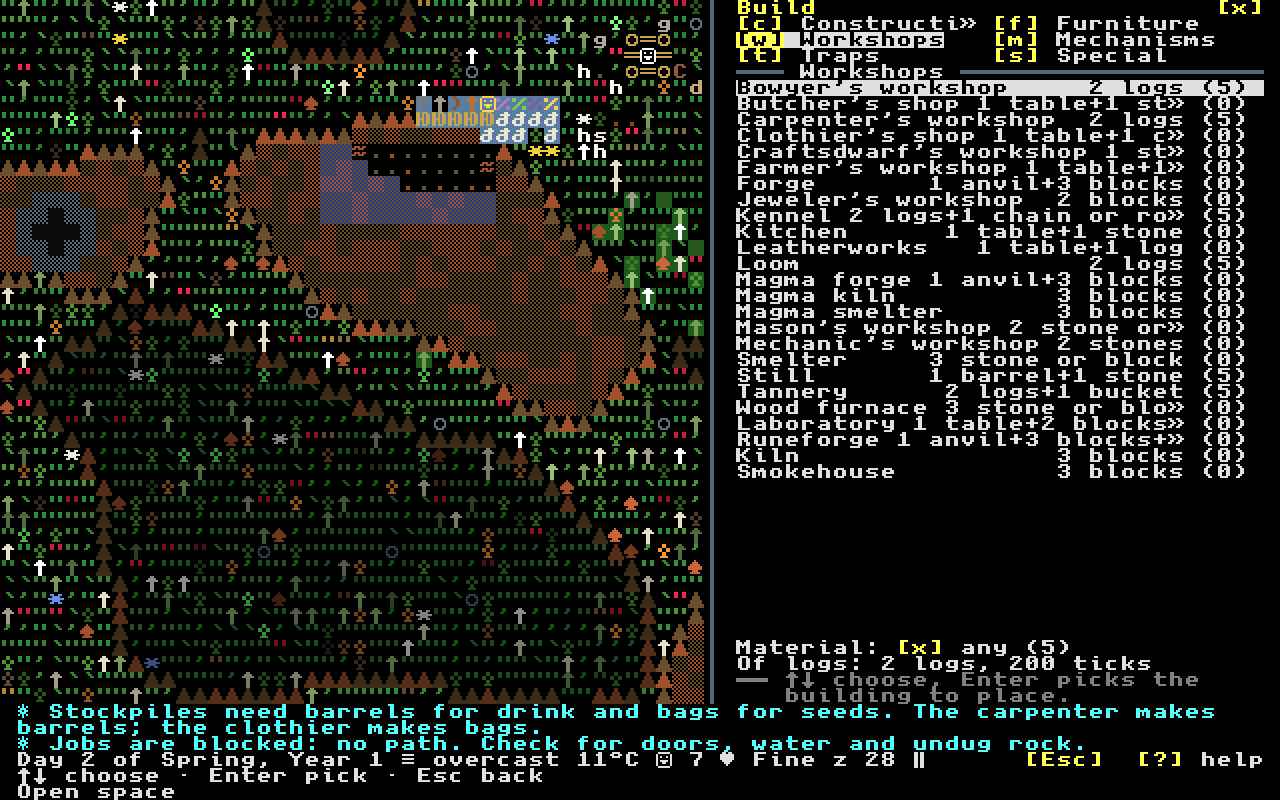 Build [x]
[c] Constructi» [f] Furniture
[w] Workshops [m] Mechanisms
[t] Traps [s] Special
Workshops
Bowyer's workshop 2 logs (5)
Butcher's shop 1 table+1 st» (0)
Carpenter's workshop 2 logs (5)
Clothier's shop 1 table+1 c» (0)
Craftsdwarf's workshop 1 st» (0)
Farmer's workshop 1 table+1» (0)
Forge 1 anvil+3 blocks (0)
Jeweler's workshop 2 blocks (0)
Kennel 2 logs+1 chain or ro» (5)
Kitchen 1 table+1 stone (0)
Leatherworks 1 table+1 log (0)
Loom 2 logs (5)
Magma forge 1 anvil+3 blocks (0)
Magma kiln 3 blocks (0)
Magma smelter 3 blocks (0)
Mason's workshop 2 stone or» (0)
Mechanic's workshop 2 stones (0)
Smelter 3 stone or block (0)
Still 1 barrel+1 stone (5)
Tannery 2 logs+1 bucket (5)
Wood furnace 3 stone or blo» (0)
Laboratory 1 table+2 blocks» (0)
Runeforge 1 anvil+3 blocks+» (0)
Kiln 3 blocks (0)
Smokehouse 3 blocks (0)
Material: [x] any (5)
Of logs: 2 logs, 200 ticks
↑↓ choose, Enter picks the
building to place.
* Stockpiles need barrels for drink and bags for seeds. The carpenter makes
barrels; the clothier makes bags.
* Jobs are blocked: no path. Check for doors, water and undug rock.
Day 2 of Spring, Year 1 ≡ overcast 11°C ☺ 7 ♥ Fine z 28 ‖ [Esc] [?] help
↑↓ choose · Enter pick · Esc back
Open space